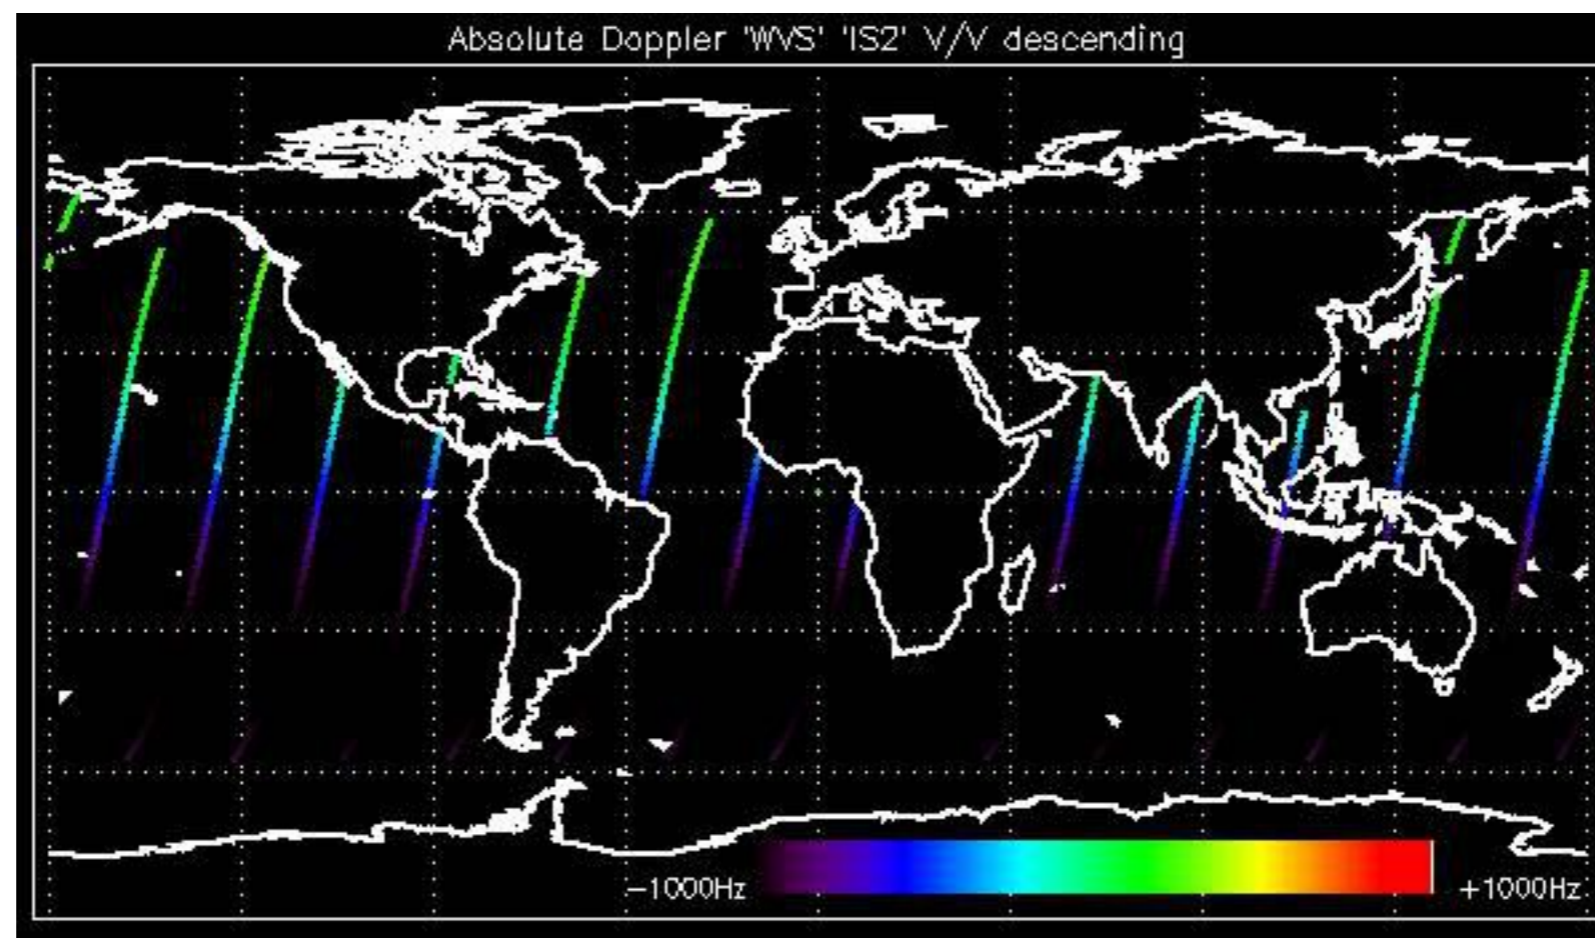 Absolute Doppler 'WVS' 'IS2' V/V descending
−1000Hz +1000Hz